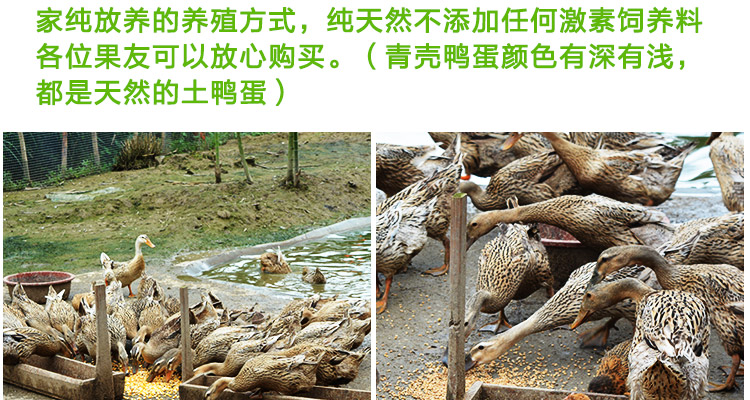 家纯放养的养殖方式，纯天然不添加任何激素饲养料
各位果友可以放心购买。（青壳鸭蛋颜色有深有浅，
都是天然的土鸭蛋）